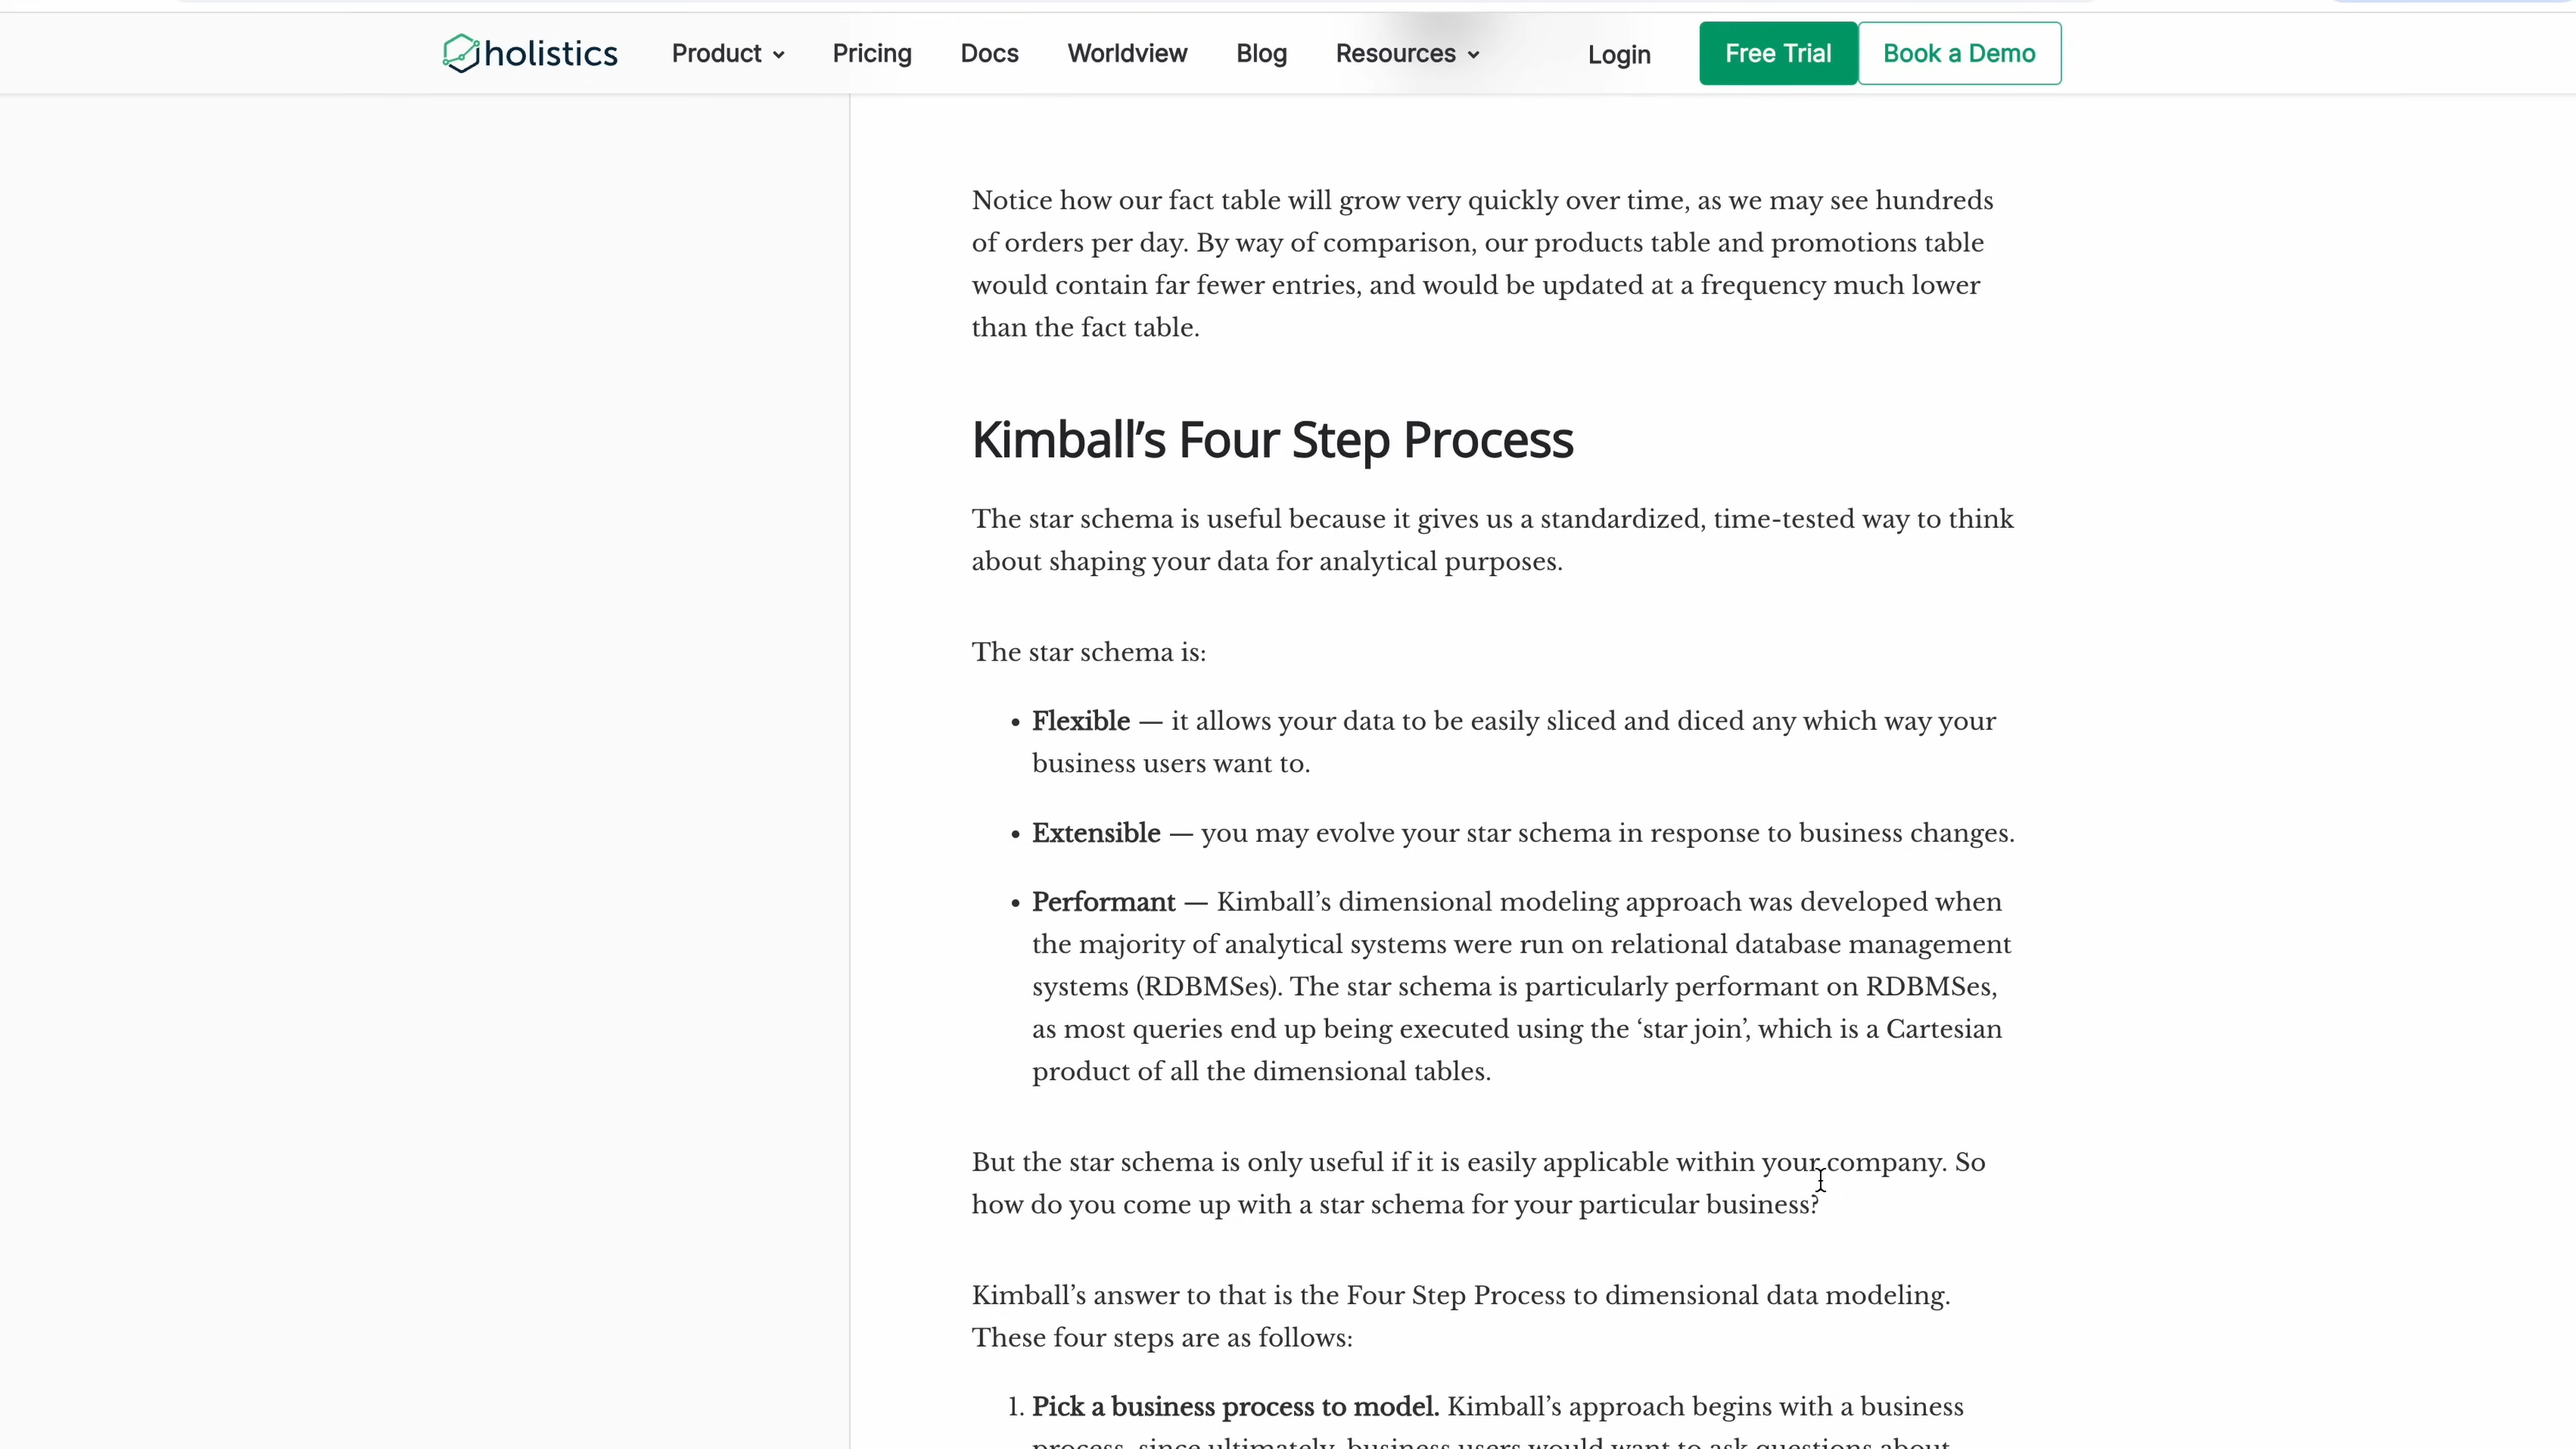 holistics Product Pricing Docs Worldview Blog Resources Login Free Trial Book a Demo
Notice how our fact table will grow very quickly over time, as we may see hundreds
of orders per day. By way of comparison, our products table and promotions table
would contain far fewer entries, and would be updated at a frequency much lower
than the fact table.
Kimball’s Four Step Process
The star schema is useful because it gives us a standardized, time-tested way to think
about shaping your data for analytical purposes.
The star schema is:
• Flexible — it allows your data to be easily sliced and diced any which way your
business users want to.
• Extensible — you may evolve your star schema in response to business changes.
• Performant — Kimball’s dimensional modeling approach was developed when
the majority of analytical systems were run on relational database management
systems (RDBMSes). The star schema is particularly performant on RDBMSes,
as most queries end up being executed using the ‘star join’, which is a Cartesian
product of all the dimensional tables.
But the star schema is only useful if it is easily applicable within your company. So
how do you come up with a star schema for your particular business?
Kimball’s answer to that is the Four Step Process to dimensional data modeling.
These four steps are as follows:
1. Pick a business process to model. Kimball’s approach begins with a business
process, since ultimately, business users would want to ask questions about